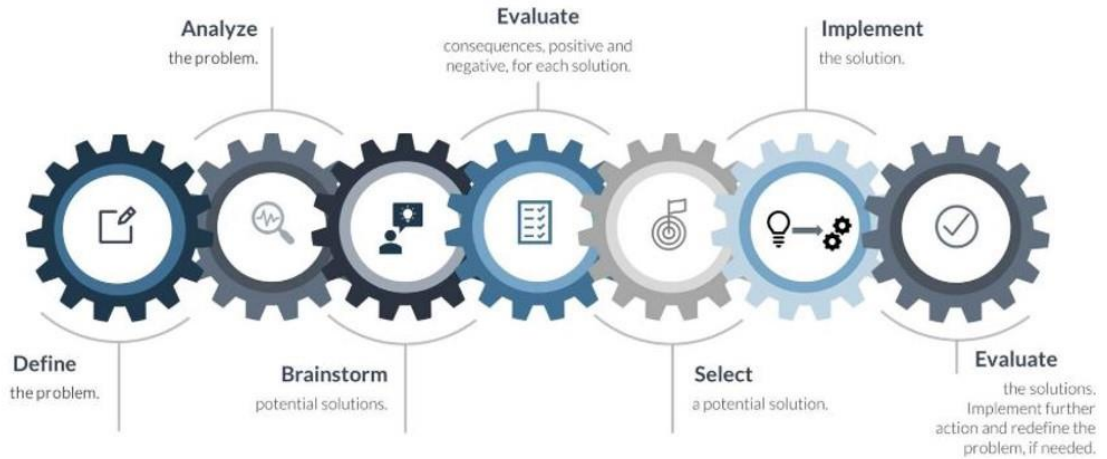 Define
the problem.
Analyze
the problem.
Brainstorm
potential solutions.
Evaluate
consequences, positive and
negative, for each solution.
Select
a potential solution.
Implement
the solution.
Evaluate
the solutions.
Implement further
action and redefine the
problem, if needed.